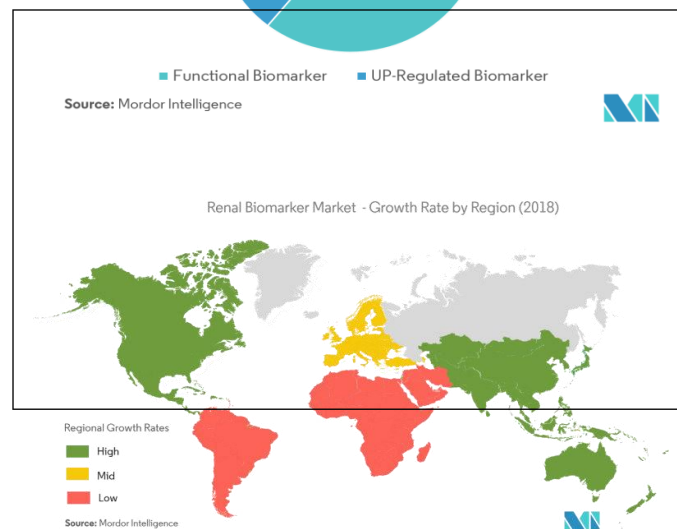 Functional Biomarker UP-Regulated Biomarker
Source: Mordor Intelligence
Renal Biomarker Market - Growth Rate by Region (2018)
Regional Growth Rates
High
Mid
Low
Source: Mordor Intelligence